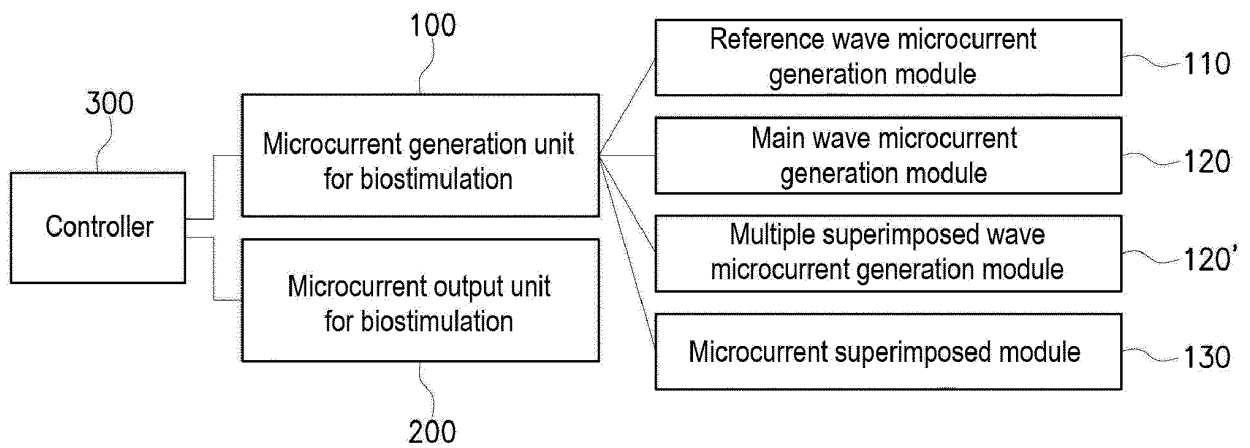 100
Reference wave microcurrent
generation module
110
300
Microcurrent generation unit
for biostimulation
Main wave microcurrent
generation module
120
Controller
Multiple superimposed wave
microcurrent generation module
120'
Microcurrent output unit
for biostimulation
Microcurrent superimposed module
130
200